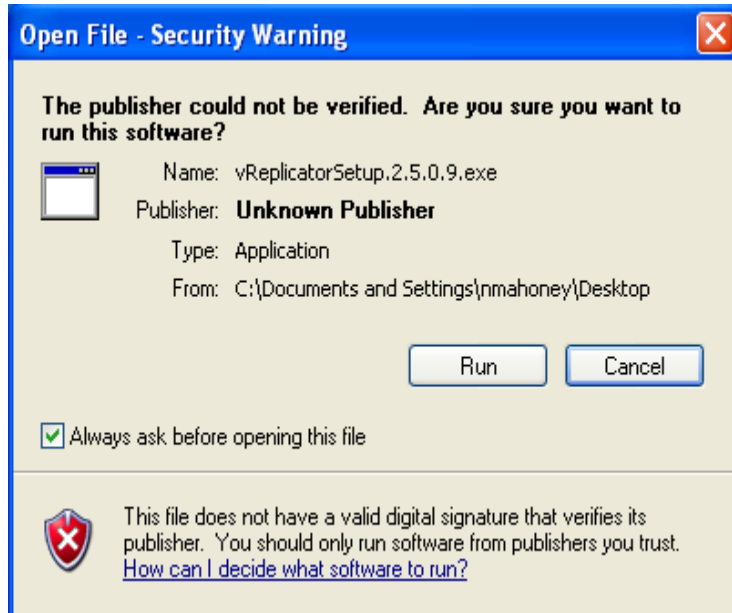 Open File - Security Warning
The publisher could not be verified.  Are you sure you want to
run this software?
Name: vReplicatorSetup.2.5.0.9.exe
Publisher: Unknown Publisher
Type: Application
From: C:\Documents and Settings\nmahoney\Desktop
Run Cancel
Always ask before opening this file
This file does not have a valid digital signature that verifies its
publisher.  You should only run software from publishers you trust.
How can I decide what software to run?